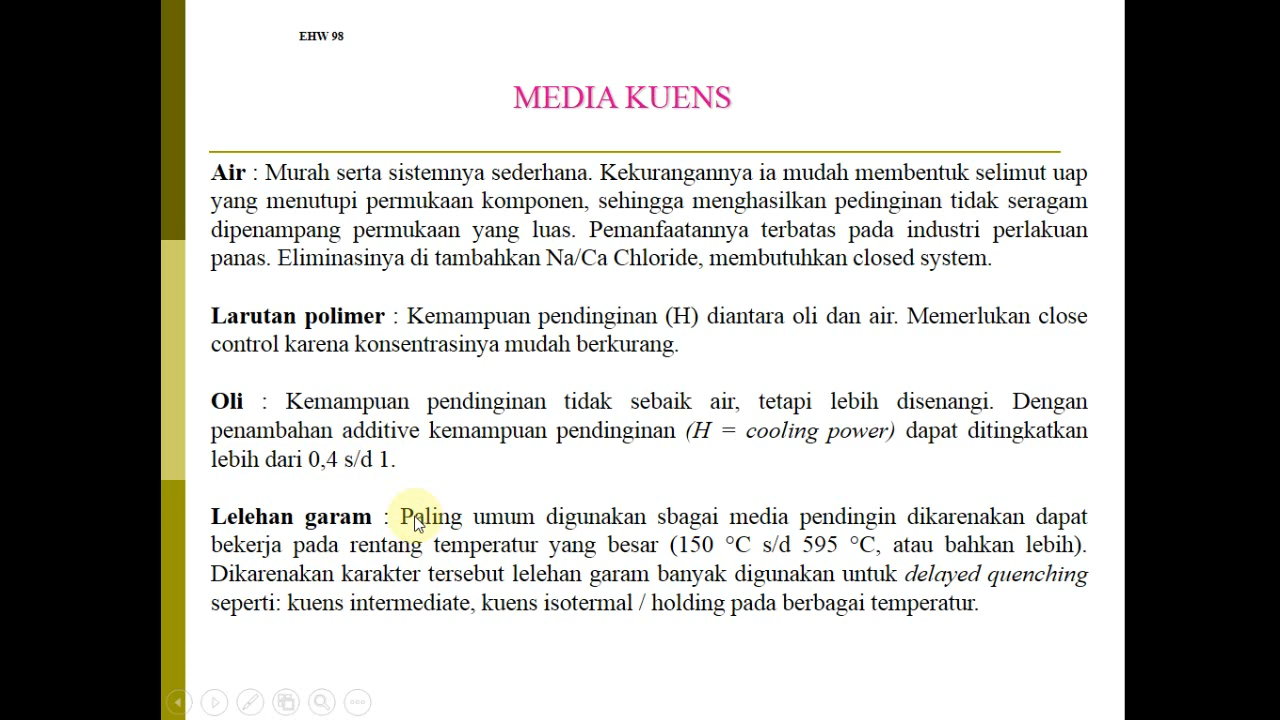 EHW 98
MEDIA KUENS
Air : Murah serta sistemnya sederhana. Kekurangannya ia mudah membentuk selimut uap
yang menutupi permukaan komponen, sehingga menghasilkan pedinginan tidak seragam
dipenampang permukaan yang luas. Pemanfaatannya terbatas pada industri perlakuan
panas. Eliminasinya di tambahkan Na/Ca Chloride, membutuhkan closed system.
Larutan polimer : Kemampuan pendinginan (H) diantara oli dan air. Memerlukan close
control karena konsentrasinya mudah berkurang.
Oli : Kemampuan pendinginan tidak sebaik air, tetapi lebih disenangi. Dengan
penambahan additive kemampuan pendinginan (H = cooling power) dapat ditingkatkan
lebih dari 0,4 s/d 1.
Lelehan garam : Paling umum digunakan sbagai media pendingin dikarenakan dapat
bekerja pada rentang temperatur yang besar (150 °C s/d 595 °C, atau bahkan lebih).
Dikarenakan karakter tersebut lelehan garam banyak digunakan untuk delayed quenching
seperti: kuens intermediate, kuens isotermal / holding pada berbagai temperatur.